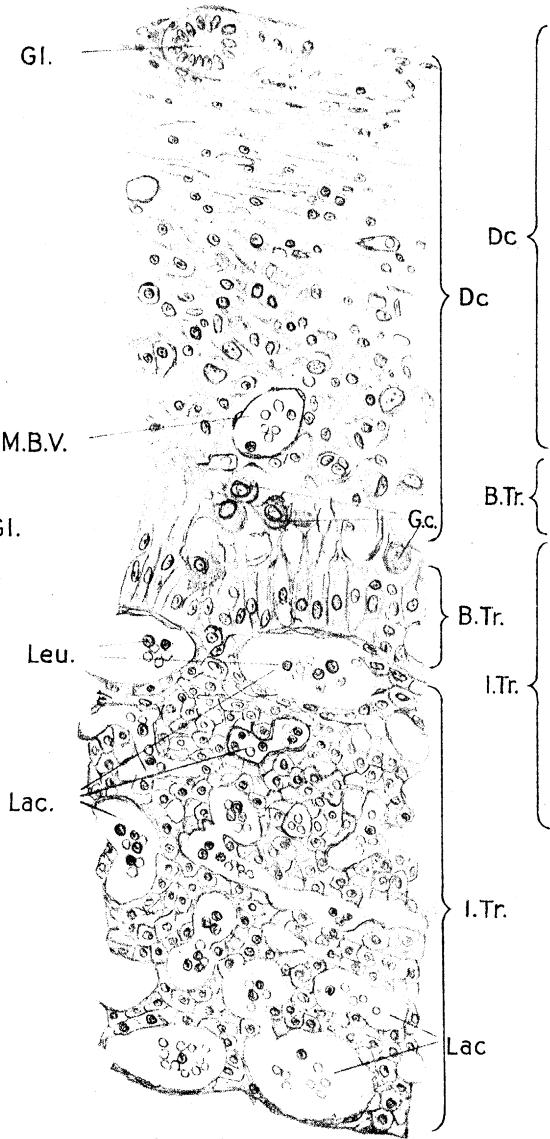 Gl.
Dc
Dc
M.B.V.
B.Tr.
Gl.
G.c.
B.Tr.
Leu.
I.Tr.
Lac.
I.Tr.
Lac